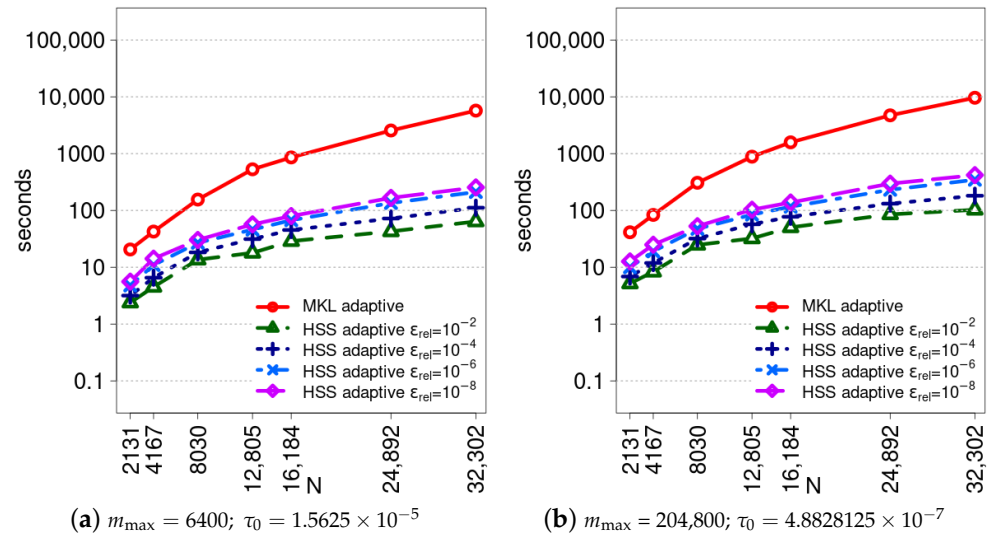 seconds
100,000
10,000
1000
100
10
1
0.1
MKL adaptive
HSS adaptive ε_rel=10⁻²
HSS adaptive ε_rel=10⁻⁴
HSS adaptive ε_rel=10⁻⁶
HSS adaptive ε_rel=10⁻⁸
2131
4167
8030
12,805
16,184
24,892
32,302
N
(a) m_max = 6400; τ₀ = 1.5625 × 10⁻⁵
seconds
100,000
10,000
1000
100
10
1
0.1
MKL adaptive
HSS adaptive ε_rel=10⁻²
HSS adaptive ε_rel=10⁻⁴
HSS adaptive ε_rel=10⁻⁶
HSS adaptive ε_rel=10⁻⁸
2131
4167
8030
12,805
16,184
24,892
32,302
N
(b) m_max = 204,800; τ₀ = 4.8828125 × 10⁻⁷